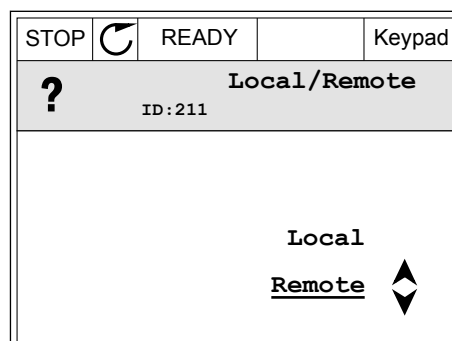 STOP READY Keypad
? Local/Remote
ID:211
Local
Remote